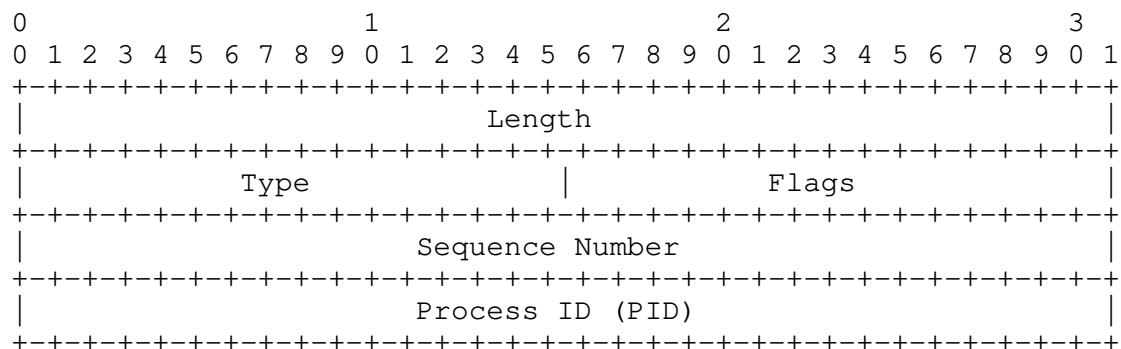 0                   1                   2                   3
0 1 2 3 4 5 6 7 8 9 0 1 2 3 4 5 6 7 8 9 0 1 2 3 4 5 6 7 8 9 0 1
+-+-+-+-+-+-+-+-+-+-+-+-+-+-+-+-+-+-+-+-+-+-+-+-+-+-+-+-+-+-+-+
|                          Length                             |
+-+-+-+-+-+-+-+-+-+-+-+-+-+-+-+-+-+-+-+-+-+-+-+-+-+-+-+-+-+-+-+
|            Type              |           Flags              |
+-+-+-+-+-+-+-+-+-+-+-+-+-+-+-+-+-+-+-+-+-+-+-+-+-+-+-+-+-+-+-+
|                      Sequence Number                        |
+-+-+-+-+-+-+-+-+-+-+-+-+-+-+-+-+-+-+-+-+-+-+-+-+-+-+-+-+-+-+-+
|                      Process ID (PID)                       |
+-+-+-+-+-+-+-+-+-+-+-+-+-+-+-+-+-+-+-+-+-+-+-+-+-+-+-+-+-+-+-+